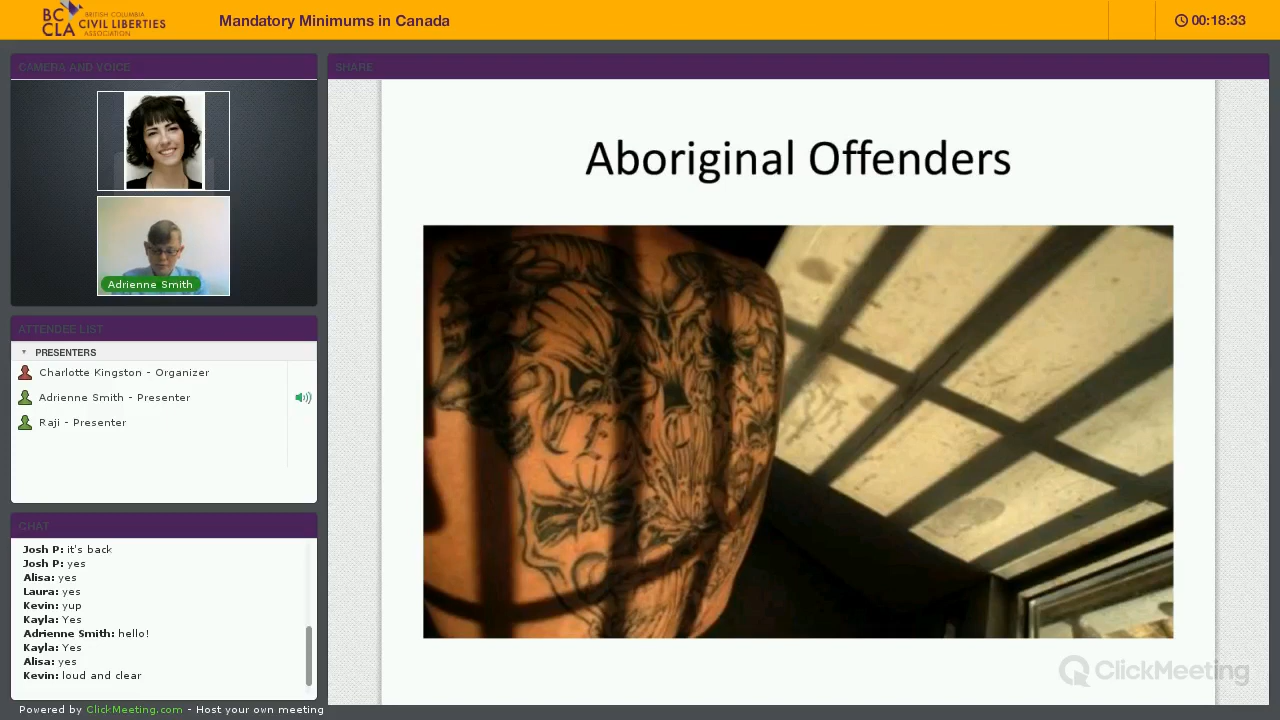 BC
CLA
BRITISH COLUMBIA
CIVIL LIBERTIES
ASSOCIATION
Mandatory Minimums in Canada
00:18:33
CAMERA AND VOICE
Adrienne Smith
ATTENDEE LIST
PRESENTERS
Charlotte Kingston - Organizer
Adrienne Smith - Presenter
Raji - Presenter
CHAT
Josh P: it's back
Josh P: yes
Alisa: yes
Laura: yes
Kevin: yup
Kayla: Yes
Adrienne Smith: hello!
Kayla: Yes
Alisa: yes
Kevin: loud and clear
Powered by ClickMeeting.com - Host your own meeting
SHARE
Aboriginal Offenders
ClickMeeting